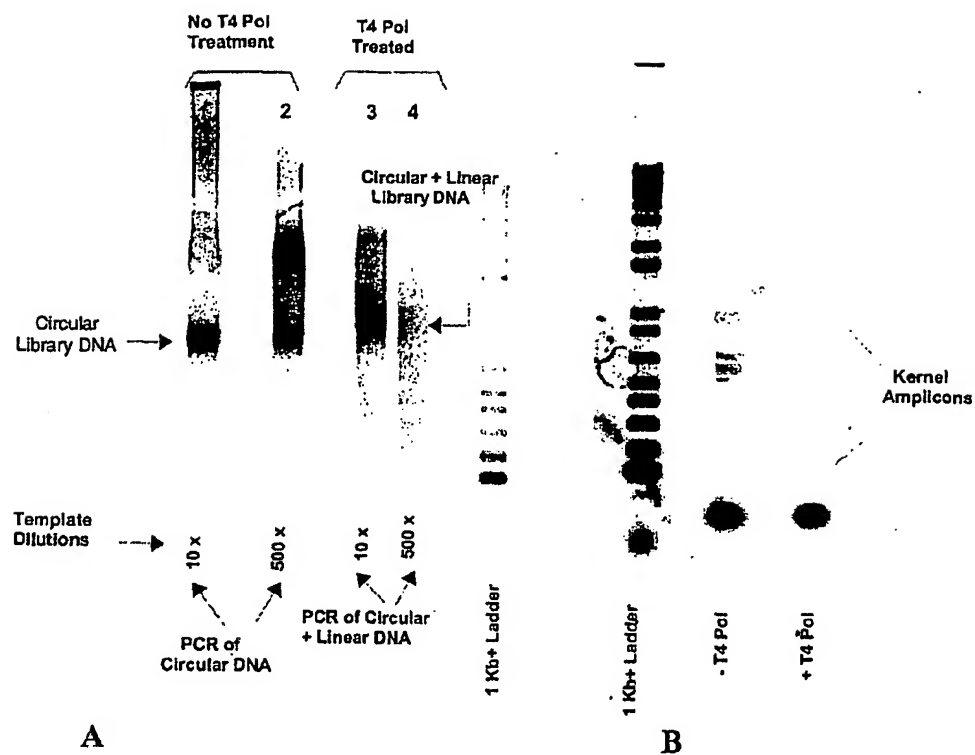 No T4 Pol
Treatment
T4 Pol
Treated
2
3
4
Circular + Linear
Library DNA
Circular
Library DNA
Kernel
Amplicons
Template
Dilutions
10 x
500 x
10 x
500 x
PCR of
Circular DNA
PCR of Circular
+ Linear DNA
1 Kb+ Ladder
1 Kb+ Ladder
- T4 Pol
+ T4 Pol
A
B